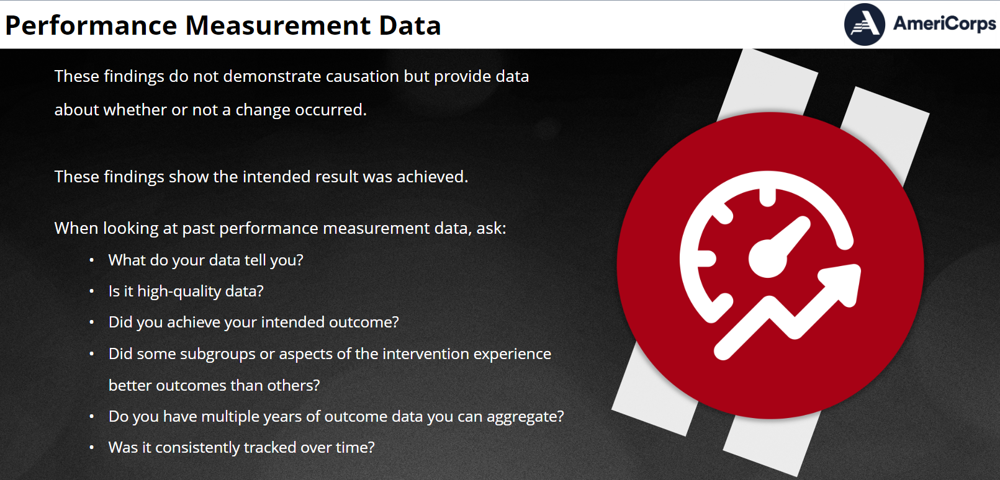 Performance Measurement Data
AmeriCorps
These findings do not demonstrate causation but provide data
about whether or not a change occurred.
These findings show the intended result was achieved.
When looking at past performance measurement data, ask:
• What do your data tell you?
• Is it high-quality data?
• Did you achieve your intended outcome?
• Did some subgroups or aspects of the intervention experience
better outcomes than others?
• Do you have multiple years of outcome data you can aggregate?
• Was it consistently tracked over time?